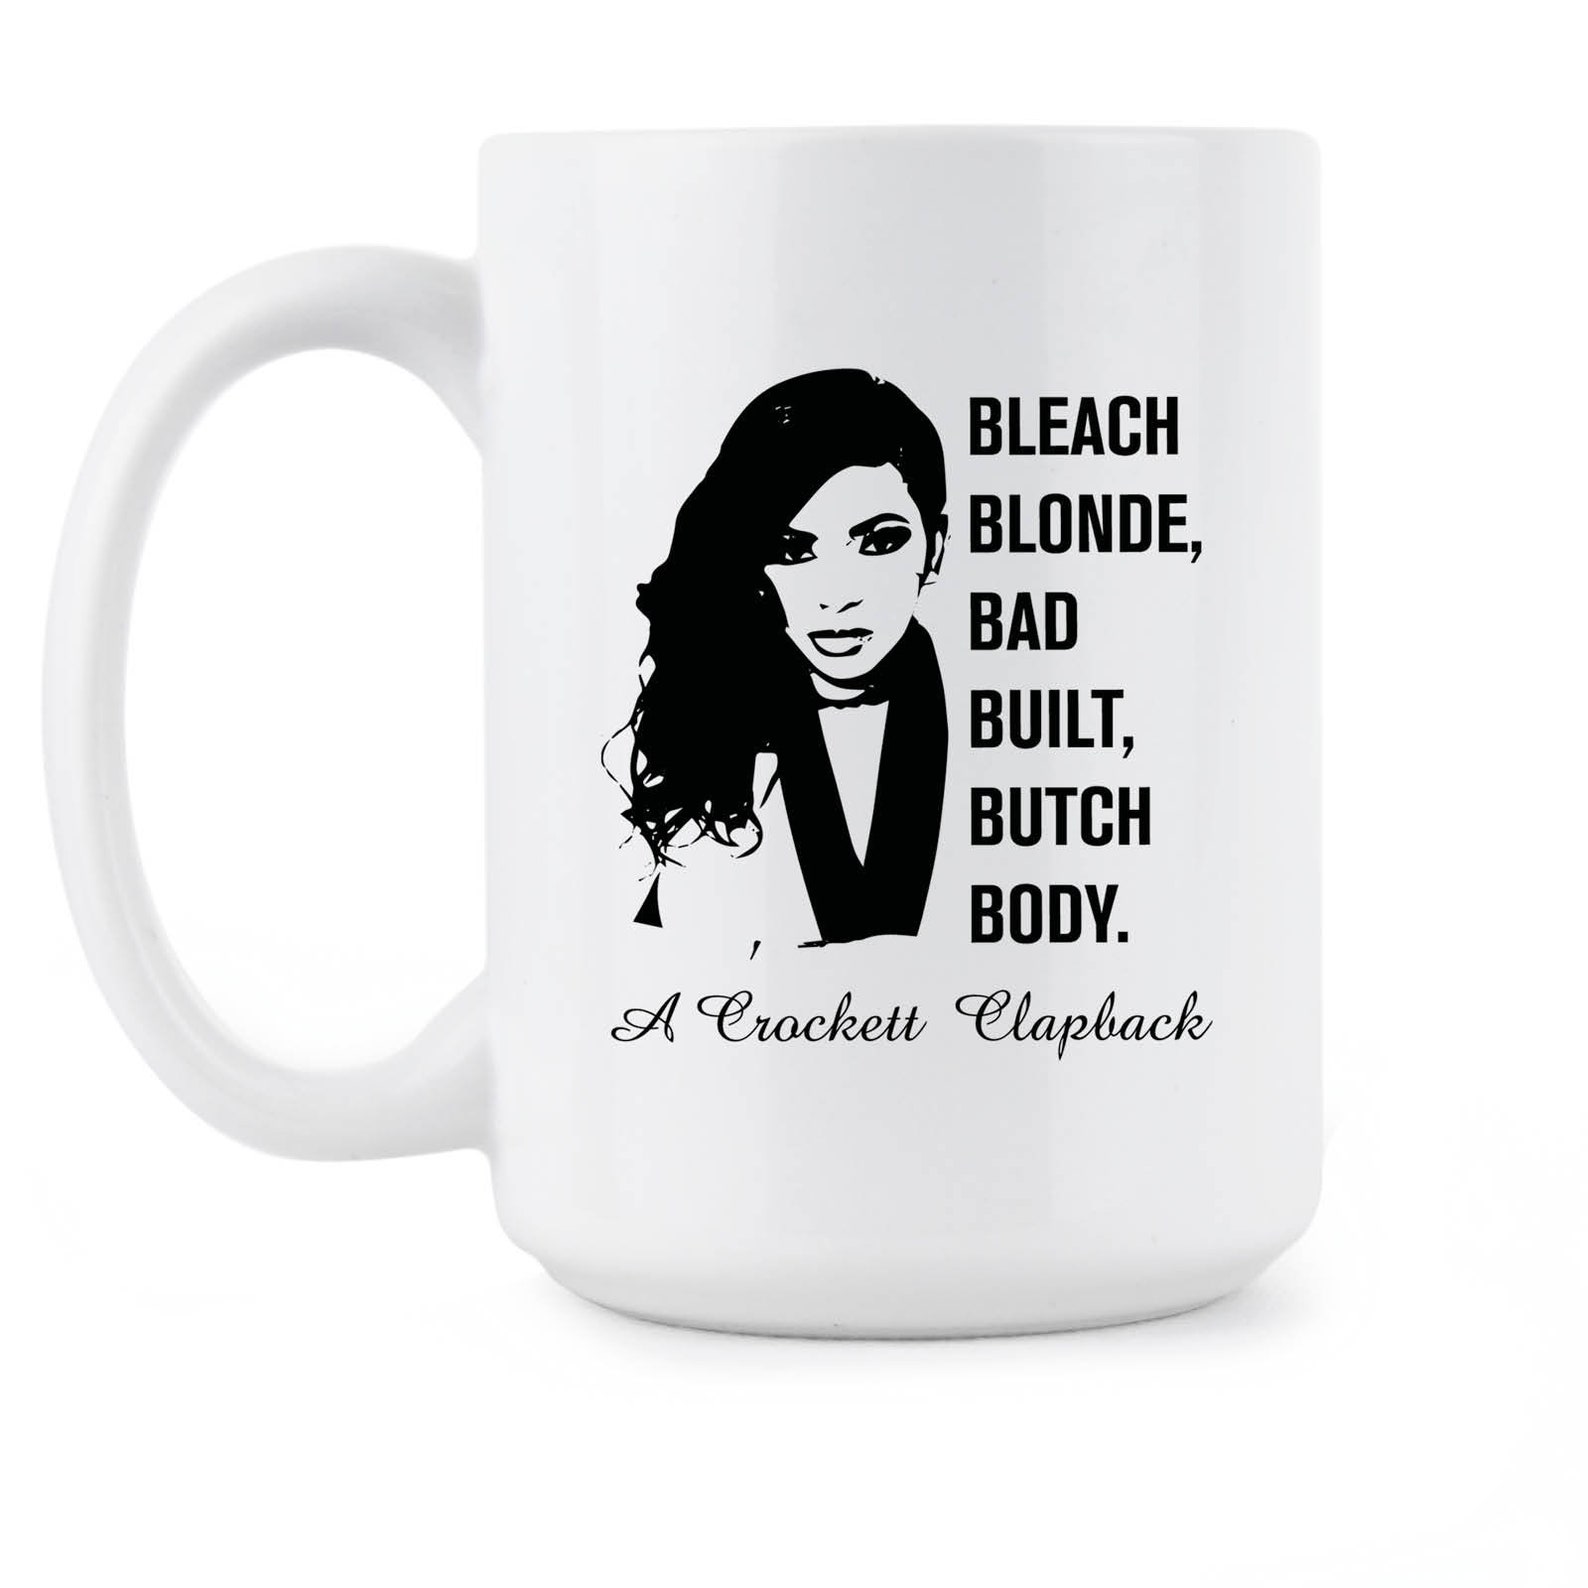 BLEACH
BLONDE,
BAD
BUILT,
BUTCH
BODY.
A Crockett Clapback